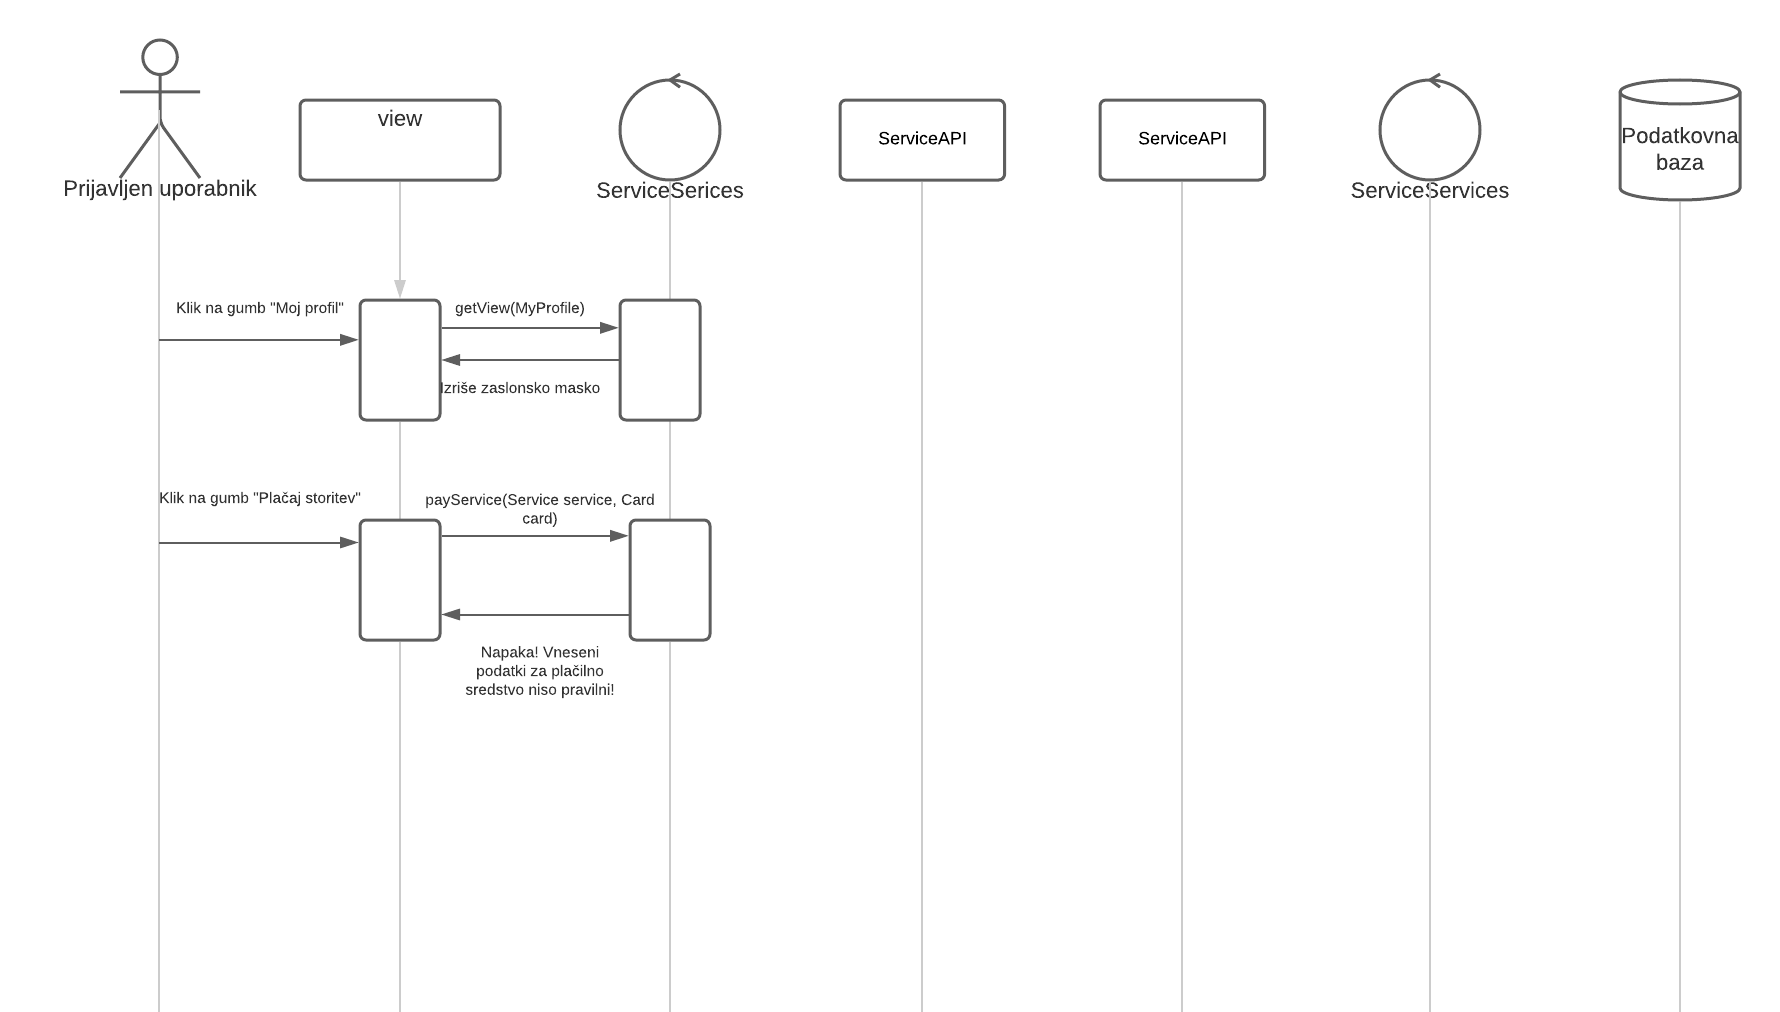 Prijavljen uporabnik
view
ServiceSerices
ServiceAPI
ServiceAPI
ServiceServices
Podatkovna
baza
Klik na gumb "Moj profil"
getView(MyProfile)
Izriše zaslonsko masko
Klik na gumb "Plačaj storitev"
payService(Service service, Card
card)
Napaka! Vneseni
podatki za plačilno
sredstvo niso pravilni!